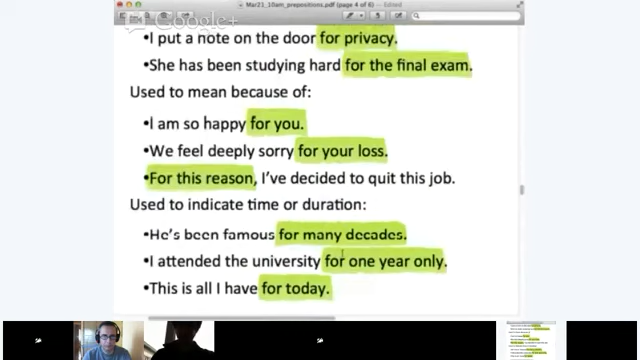 Mar21_10am_prepositions.pdf (page 4 of 6) — Edited
Google+
•I put a note on the door for privacy.
•She has been studying hard for the final exam.
Used to mean because of:
•I am so happy for you.
•We feel deeply sorry for your loss.
•For this reason, I've decided to quit this job.
Used to indicate time or duration:
•He's been famous for many decades.
•I attended the university for one year only.
•This is all I have for today.